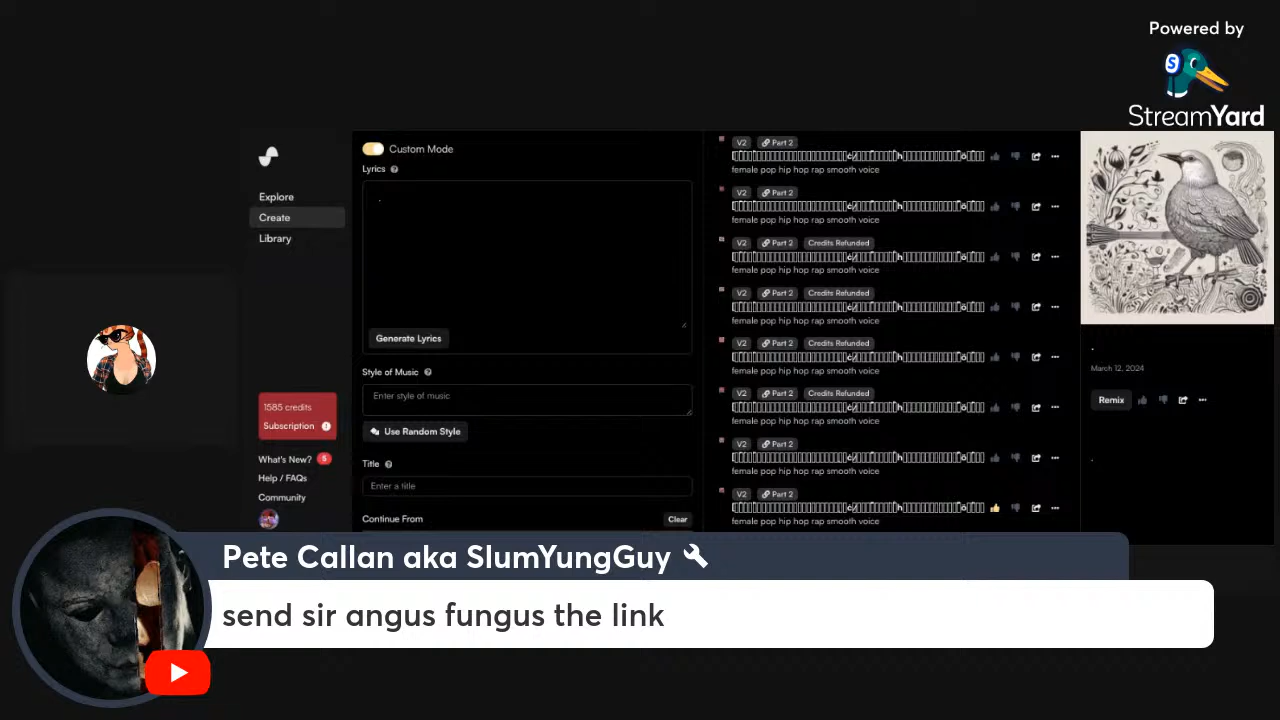 Powered by
StreamYard
Explore
Create
Library
1585 credits
Subscription
What's New? 5
Help / FAQs
Community
Custom Mode
Lyrics
.
Generate Lyrics
Style of Music
Enter style of music
Use Random Style
Title
Enter a title
Continue From
Clear
V2 Part 2
female pop hip hop rap smooth voice
V2 Part 2
female pop hip hop rap smooth voice
V2 Part 2 Credits Refunded
female pop hip hop rap smooth voice
V2 Part 2 Credits Refunded
female pop hip hop rap smooth voice
V2 Part 2 Credits Refunded
female pop hip hop rap smooth voice
V2 Part 2 Credits Refunded
female pop hip hop rap smooth voice
V2 Part 2
female pop hip hop rap smooth voice
V2 Part 2
female pop hip hop rap smooth voice
.
March 12, 2024
Remix
.
Pete Callan aka SlumYungGuy
send sir angus fungus the link